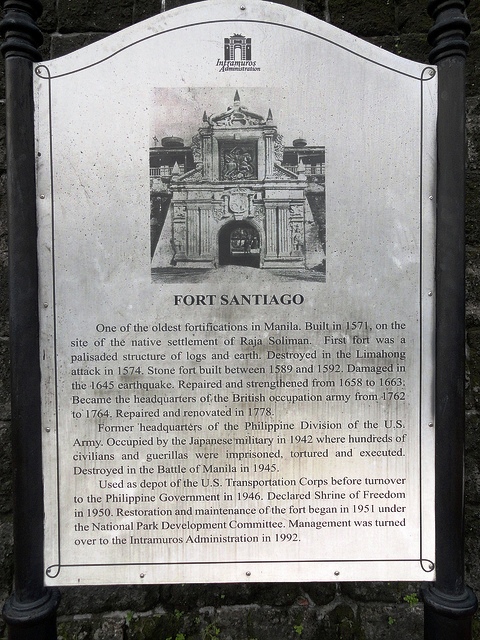 Intramuros
Administration
FORT SANTIAGO
One of the oldest fortifications in Manila. Built in 1571, on the
site of the native settlement of Raja Soliman. First fort was a
palisaded structure of logs and earth. Destroyed in the Limahong
attack in 1574. Stone fort built between 1589 and 1592. Damaged in
the 1645 earthquake. Repaired and strengthened from 1658 to 1663.
Became the headquarters of the British occupation army from 1762
to 1764. Repaired and renovated in 1778.
Former headquarters of the Philippine Division of the U.S.
Army. Occupied by the Japanese military in 1942 where hundreds of
civilians and guerillas were imprisoned, tortured and executed.
Destroyed in the Battle of Manila in 1945.
Used as depot of the U.S. Transportation Corps before turnover
to the Philippine Government in 1946. Declared Shrine of Freedom
in 1950. Restoration and maintenance of the fort began in 1951 under
the National Park Development Committee. Management was turned
over to the Intramuros Administration in 1992.